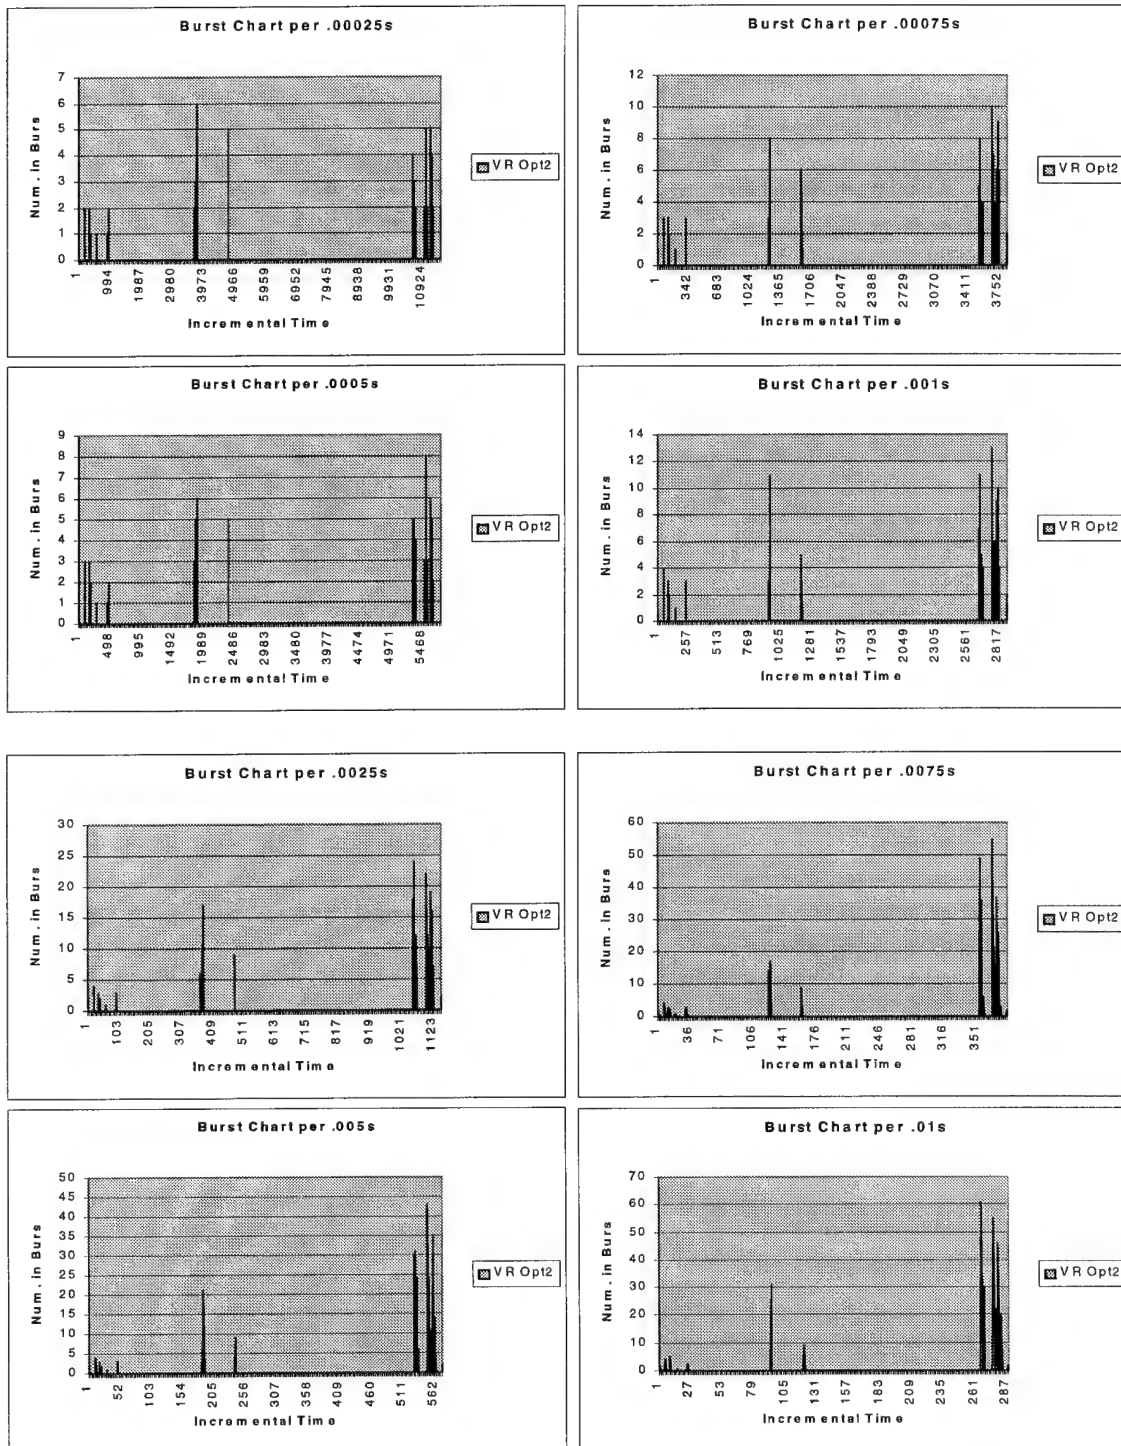 Burst Chart per .00025s
Num. in Burs
7
6
5
4
3
2
1
0
1 994 1987 2980 3973 4966 5959 6952 7945 8938 9931 10924
Incremental Time
VR Opt2
Burst Chart per .00075s
Num. in Burs
12
10
8
6
4
2
0
1 342 683 1024 1365 1706 2047 2388 2729 3070 3411 3752
Incremental Time
VR Opt2
Burst Chart per .0005s
Num. in Burs
9
8
7
6
5
4
3
2
1
0
1 498 995 1492 1989 2486 2983 3480 3977 4474 4971 5468
Incremental Time
VR Opt2
Burst Chart per .001s
Num. in Burs
14
12
10
8
6
4
2
0
1 257 513 769 1025 1281 1537 1793 2049 2305 2561 2817
Incremental Time
VR Opt2
Burst Chart per .0025s
Num. in Burs
30
25
20
15
10
5
0
1 103 205 307 409 511 613 715 817 919 1021 1123
Incremental Time
VR Opt2
Burst Chart per .0075s
Num. in Burs
60
50
40
30
20
10
0
1 36 71 106 141 176 211 246 281 316 351
Incremental Time
VR Opt2
Burst Chart per .005s
Num. in Burs
50
45
40
35
30
25
20
15
10
5
0
1 52 103 154 205 256 307 358 409 460 511 562
Incremental Time
VR Opt2
Burst Chart per .01s
Num. in Burs
70
60
50
40
30
20
10
0
1 27 53 79 105 131 157 183 209 235 261 287
Incremental Time
VR Opt2